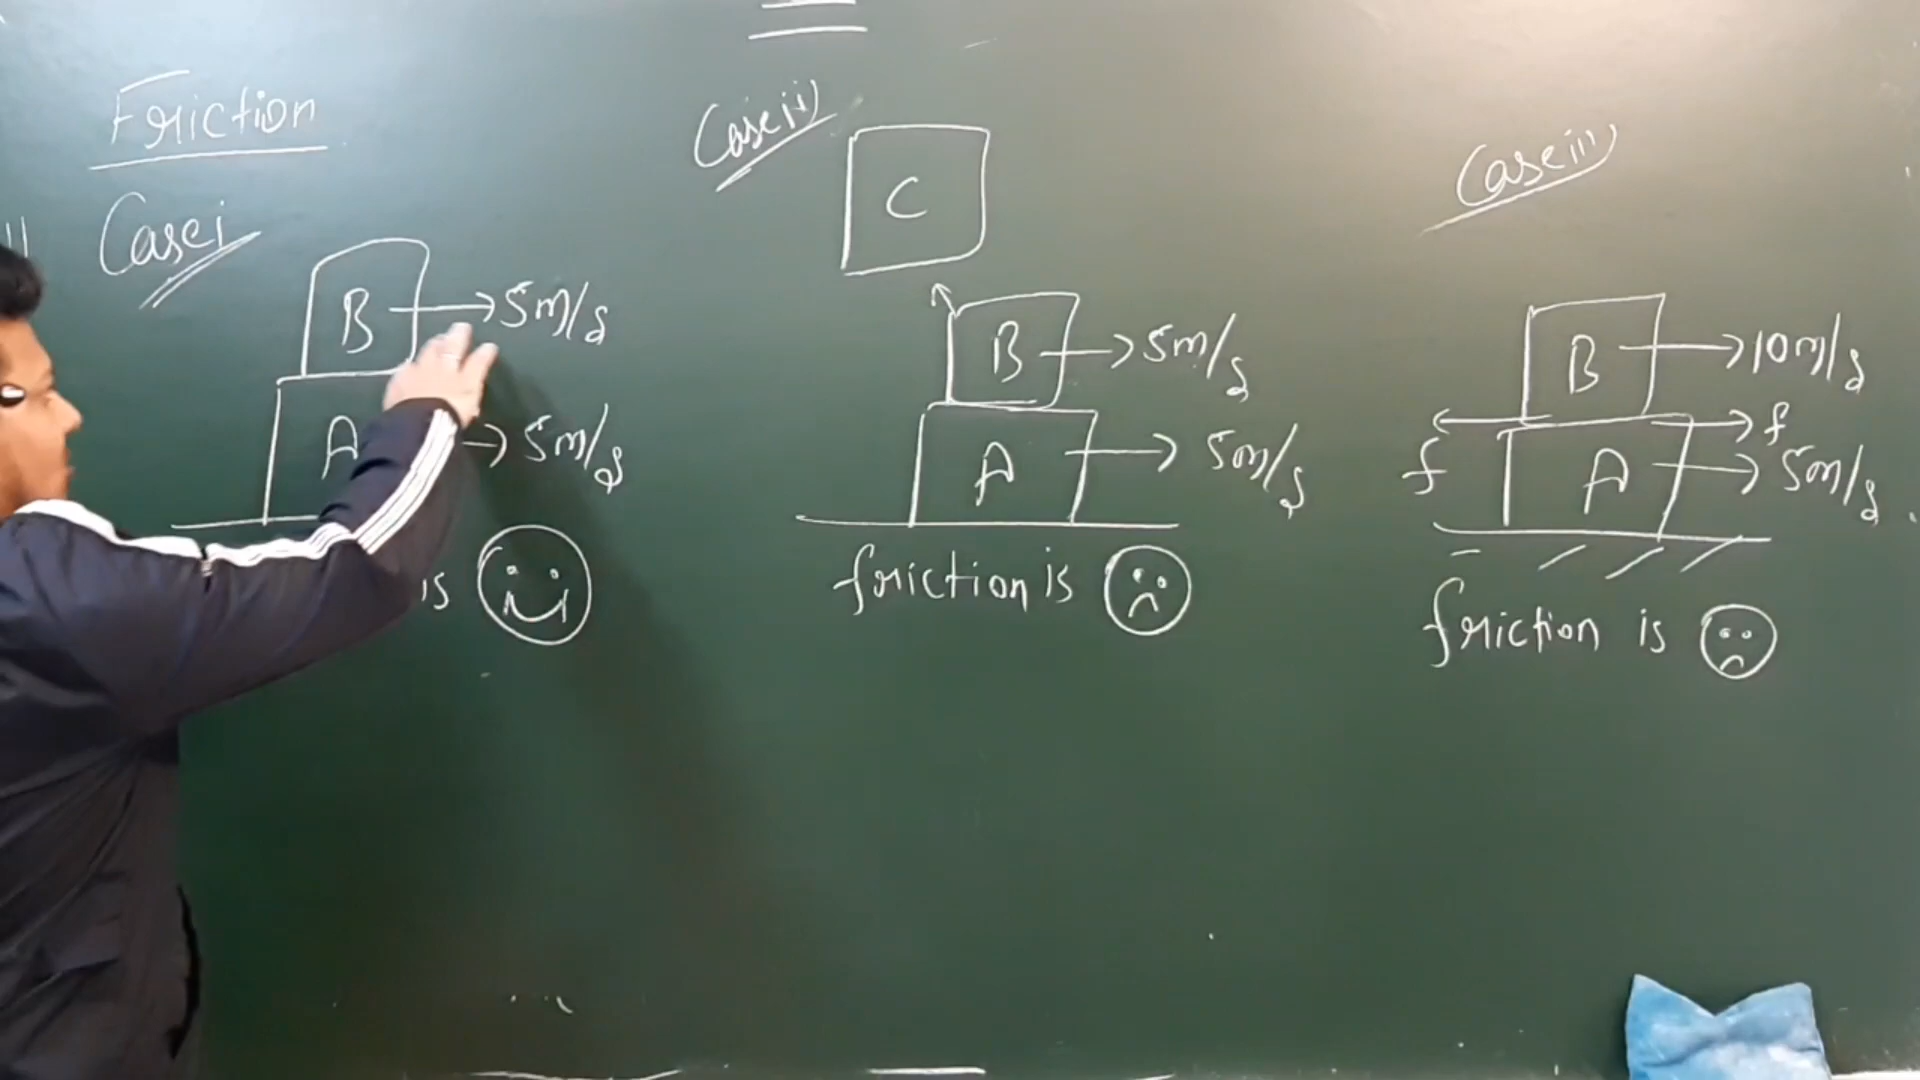 Friction
Case i
B → 5m/s
A → 5m/s
is
Case ii)
C
B → 5m/s
A → 5m/s
friction is
Case iii)
B → 10m/s
f
f
A → 5m/s
friction is